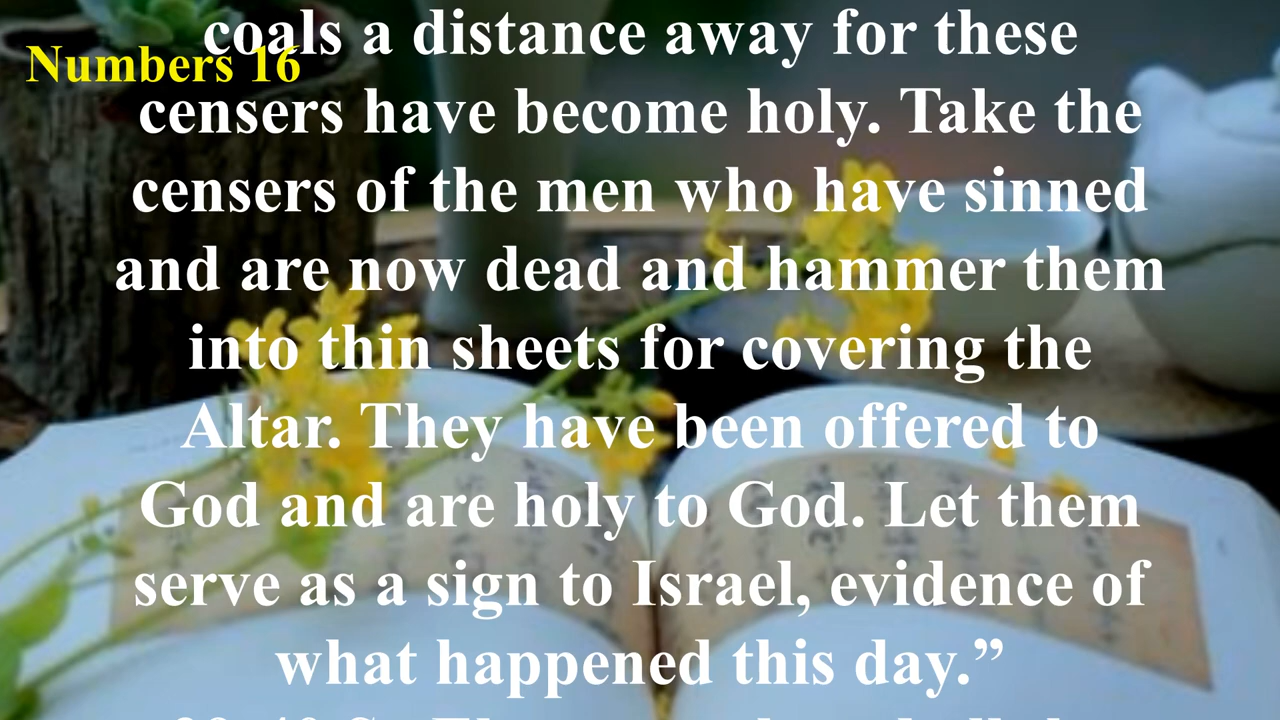 coals a distance away for these
Numbers 16
censers have become holy. Take the
censers of the men who have sinned
and are now dead and hammer them
into thin sheets for covering the
Altar. They have been offered to
God and are holy to God. Let them
serve as a sign to Israel, evidence of
what happened this day.”